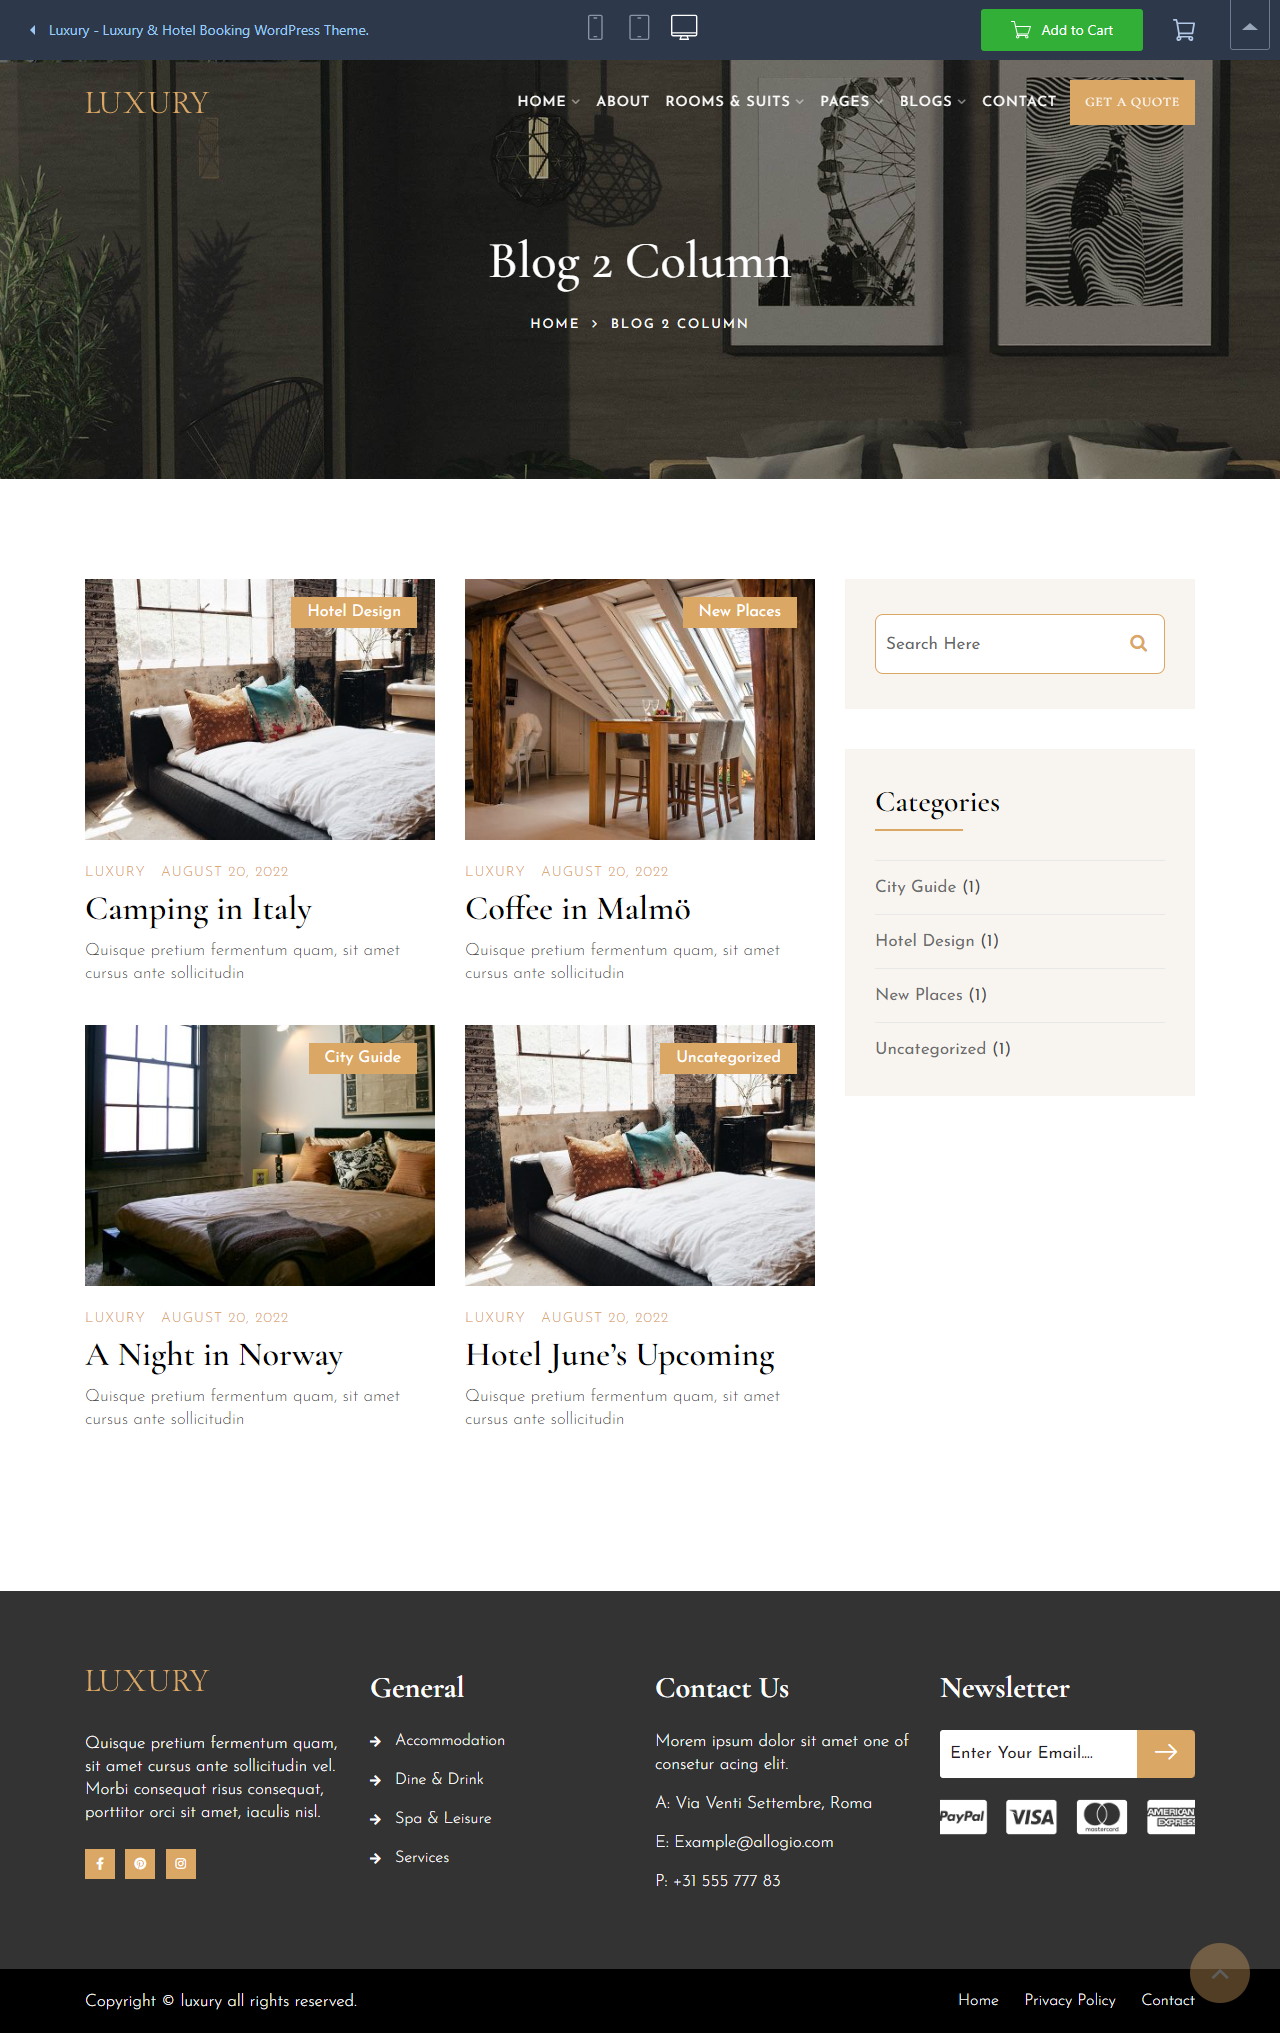 Luxury - Luxury & Hotel Booking WordPress Theme.
Add to Cart
LUXURY
HOME ABOUT ROOMS & SUITS PAGES BLOGS CONTACT GET A QUOTE
Blog 2 Column
HOME > BLOG 2 COLUMN
Hotel Design
LUXURY AUGUST 20, 2022
Camping in Italy
Quisque pretium fermentum quam, sit amet
cursus ante sollicitudin
New Places
LUXURY AUGUST 20, 2022
Coffee in Malmö
Quisque pretium fermentum quam, sit amet
cursus ante sollicitudin
City Guide
LUXURY AUGUST 20, 2022
A Night in Norway
Quisque pretium fermentum quam, sit amet
cursus ante sollicitudin
Uncategorized
LUXURY AUGUST 20, 2022
Hotel June’s Upcoming
Quisque pretium fermentum quam, sit amet
cursus ante sollicitudin
Search Here
Categories
City Guide (1)
Hotel Design (1)
New Places (1)
Uncategorized (1)
LUXURY
Quisque pretium fermentum quam,
sit amet cursus ante sollicitudin vel.
Morbi consequat risus consequat,
porttitor orci sit amet, iaculis nisl.
General
Accommodation
Dine & Drink
Spa & Leisure
Services
Contact Us
Morem ipsum dolor sit amet one of
consetur acing elit.
A: Via Venti Settembre, Roma
E: Example@allogio.com
P: +31 555 777 83
Newsletter
Enter Your Email....
PayPal VISA mastercard AMERICAN EXPRESS
Copyright © luxury all rights reserved.
Home Privacy Policy Contact